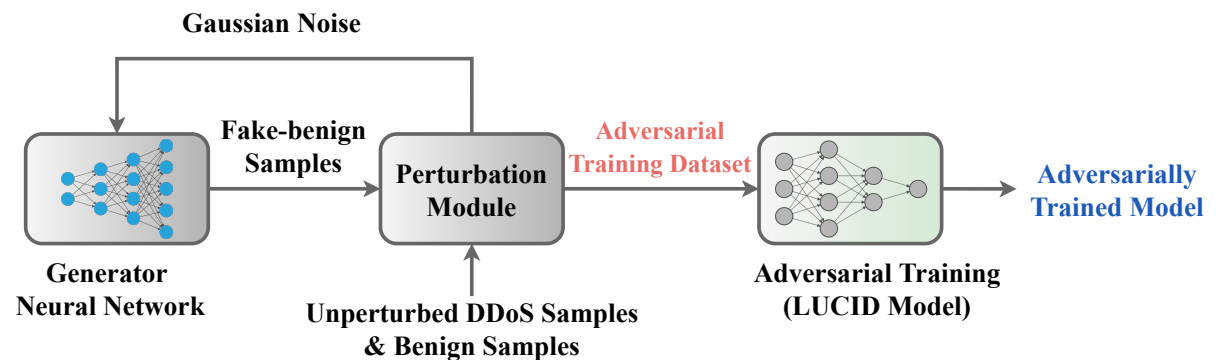 Gaussian Noise
Fake-benign
Samples
Perturbation
Module
Adversarial
Training Dataset
Adversarially
Trained Model
Generator
Neural Network
Unperturbed DDoS Samples
& Benign Samples
Adversarial Training
(LUCID Model)